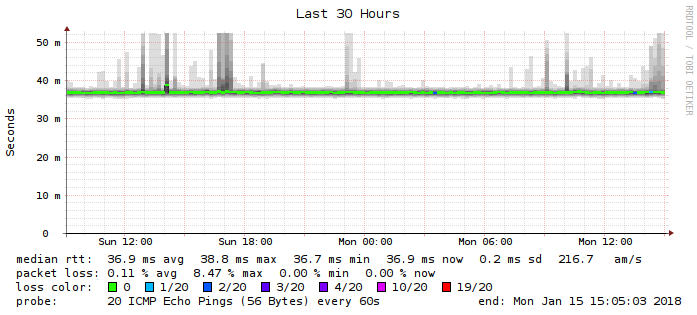 Last 30 Hours
RRDTOOL / TOBI OETIKER
Seconds
50 m
40 m
30 m
20 m
10 m
0
Sun 12:00 Sun 18:00 Mon 00:00 Mon 06:00 Mon 12:00
median rtt: 36.9 ms avg 38.8 ms max 36.7 ms min 36.9 ms now 0.2 ms sd 216.7 am/s
packet loss: 0.11 % avg 8.47 % max 0.00 % min 0.00 % now
loss color: 0 1/20 2/20 3/20 4/20 10/20 19/20
probe: 20 ICMP Echo Pings (56 Bytes) every 60s end: Mon Jan 15 15:05:03 2018